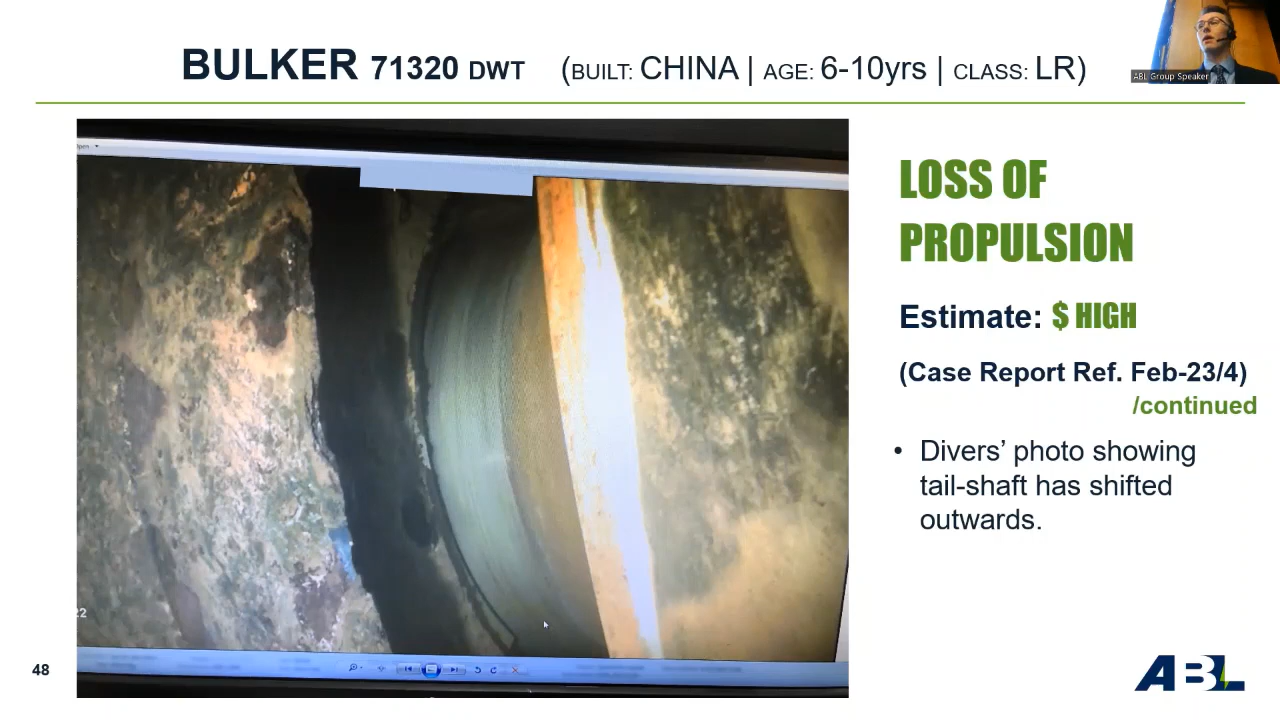 BULKER 71320 DWT (BUILT: CHINA | AGE: 6-10yrs | CLASS: LR)
ABL Group Speaker
LOSS OF
PROPULSION
Estimate: $ HIGH
(Case Report Ref. Feb-23/4)
/continued
• Divers’ photo showing
tail-shaft has shifted
outwards.
22
48
ABL